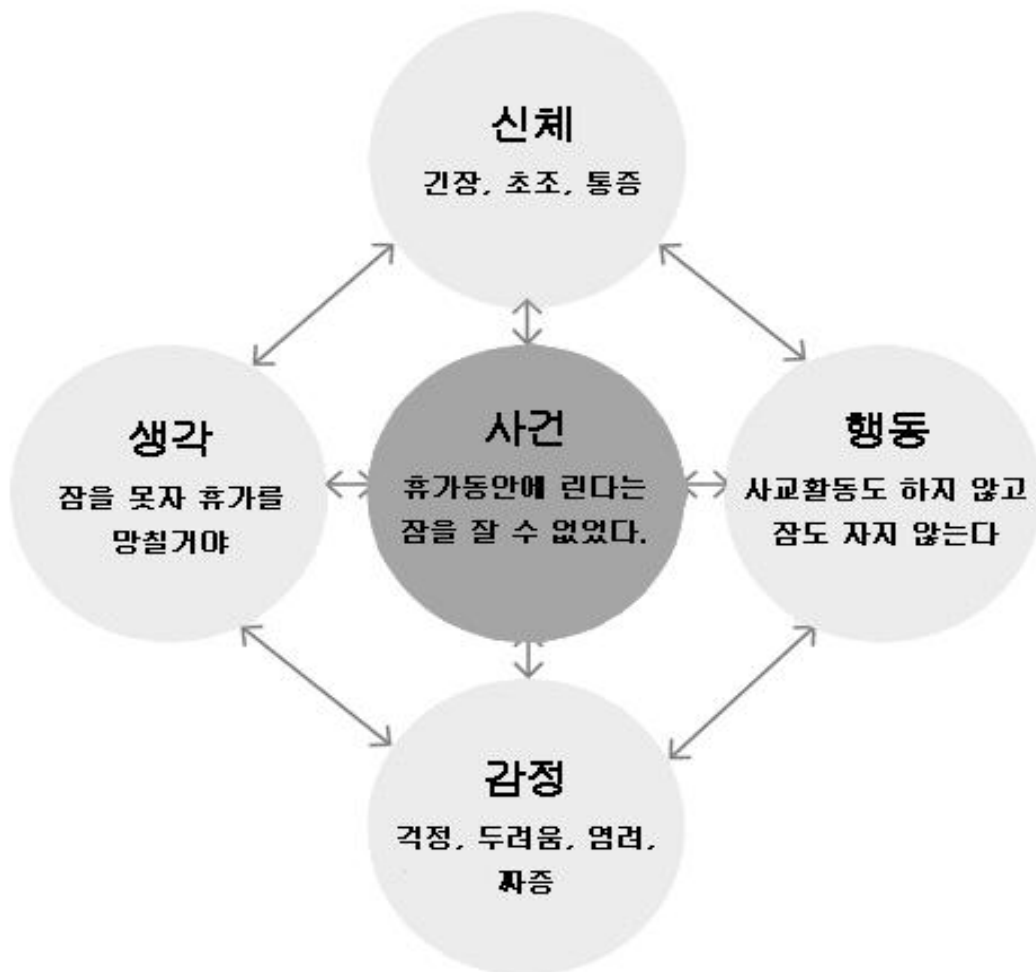 신체
긴장, 초조, 통증
생각
잠을 못자 휴가를
망칠거야
사건
휴가동안에 린다는
잠을 잘 수 없었다.
행동
사교활동도 하지 않고
잠도 자지 않는다
감정
걱정, 두려움, 염려,
짜증